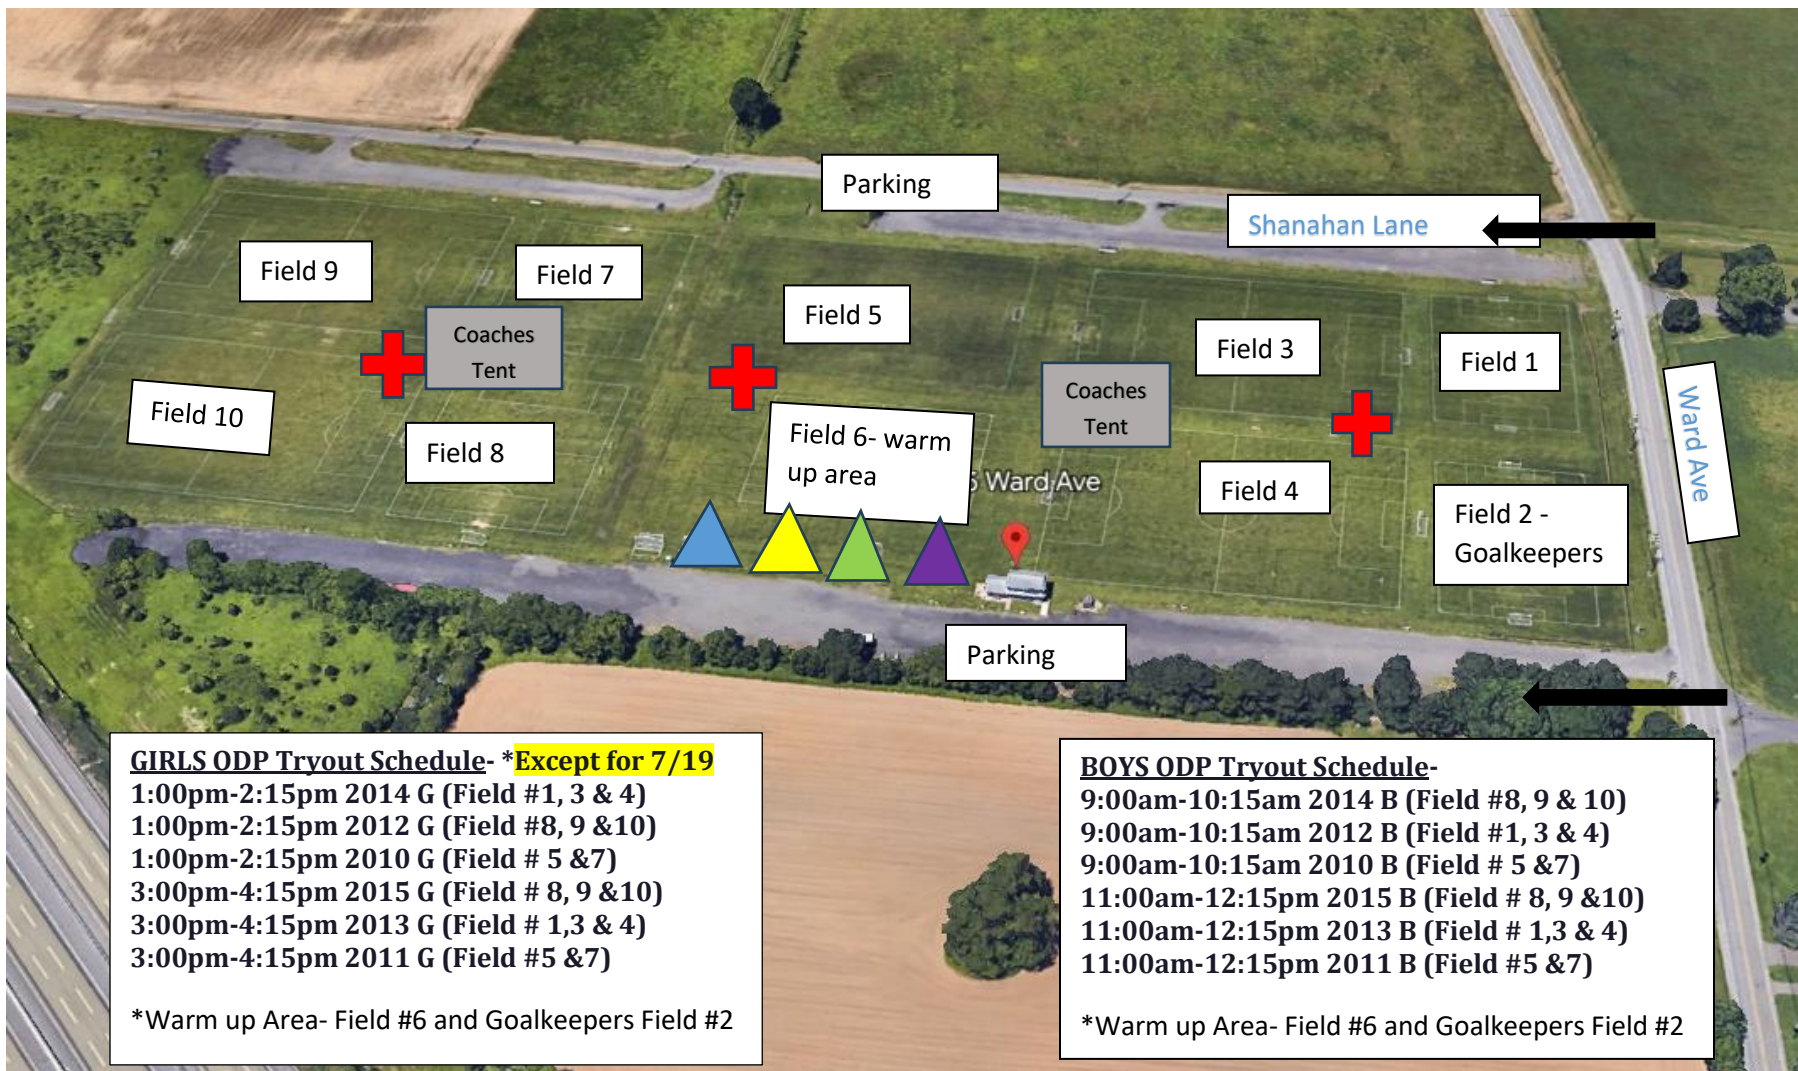 Parking
Shanahan Lane
Field 9
Field 7
Field 5
Field 3
Field 1
Coaches
Tent
Coaches
Tent
Ward Ave
Field 10
Field 8
Field 6- warm
up area
Ward Ave
Field 4
Field 2 -
Goalkeepers
Parking
GIRLS ODP Tryout Schedule- *Except for 7/19
1:00pm-2:15pm 2014 G (Field #1, 3 & 4)
1:00pm-2:15pm 2012 G (Field #8, 9 &10)
1:00pm-2:15pm 2010 G (Field # 5 &7)
3:00pm-4:15pm 2015 G (Field # 8, 9 &10)
3:00pm-4:15pm 2013 G (Field # 1,3 & 4)
3:00pm-4:15pm 2011 G (Field #5 &7)
*Warm up Area- Field #6 and Goalkeepers Field #2
BOYS ODP Tryout Schedule-
9:00am-10:15am 2014 B (Field #8, 9 & 10)
9:00am-10:15am 2012 B (Field #1, 3 & 4)
9:00am-10:15am 2010 B (Field # 5 &7)
11:00am-12:15pm 2015 B (Field # 8, 9 &10)
11:00am-12:15pm 2013 B (Field # 1,3 & 4)
11:00am-12:15pm 2011 B (Field #5 &7)
*Warm up Area- Field #6 and Goalkeepers Field #2